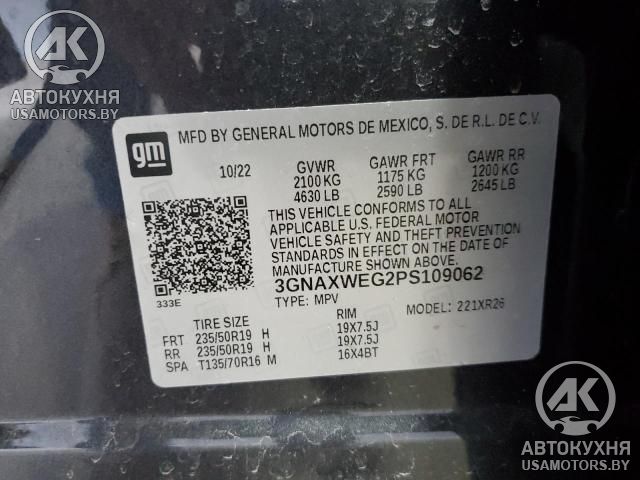 AK
АВТОКУХНЯ
USAMOTORS.BY
gm
MFD BY GENERAL MOTORS DE MEXICO, S. DE R.L. DE C.V.
10/22 GVWR GAWR FRT GAWR RR
2100 KG 1175 KG 1200 KG
4630 LB 2590 LB 2645 LB
THIS VEHICLE CONFORMS TO ALL
APPLICABLE U.S. FEDERAL MOTOR
VEHICLE SAFETY AND THEFT PREVENTION
STANDARDS IN EFFECT ON THE DATE OF
MANUFACTURE SHOWN ABOVE.
333E
3GNAXWEG2PS109062
TYPE: MPV MODEL: 221XR26
TIRE SIZE RIM
FRT 235/50R19 H 19X7.5J
RR 235/50R19 H 19X7.5J
SPA T135/70R16 M 16X4BT
AK
АВТОКУХНЯ
USAMOTORS.BY